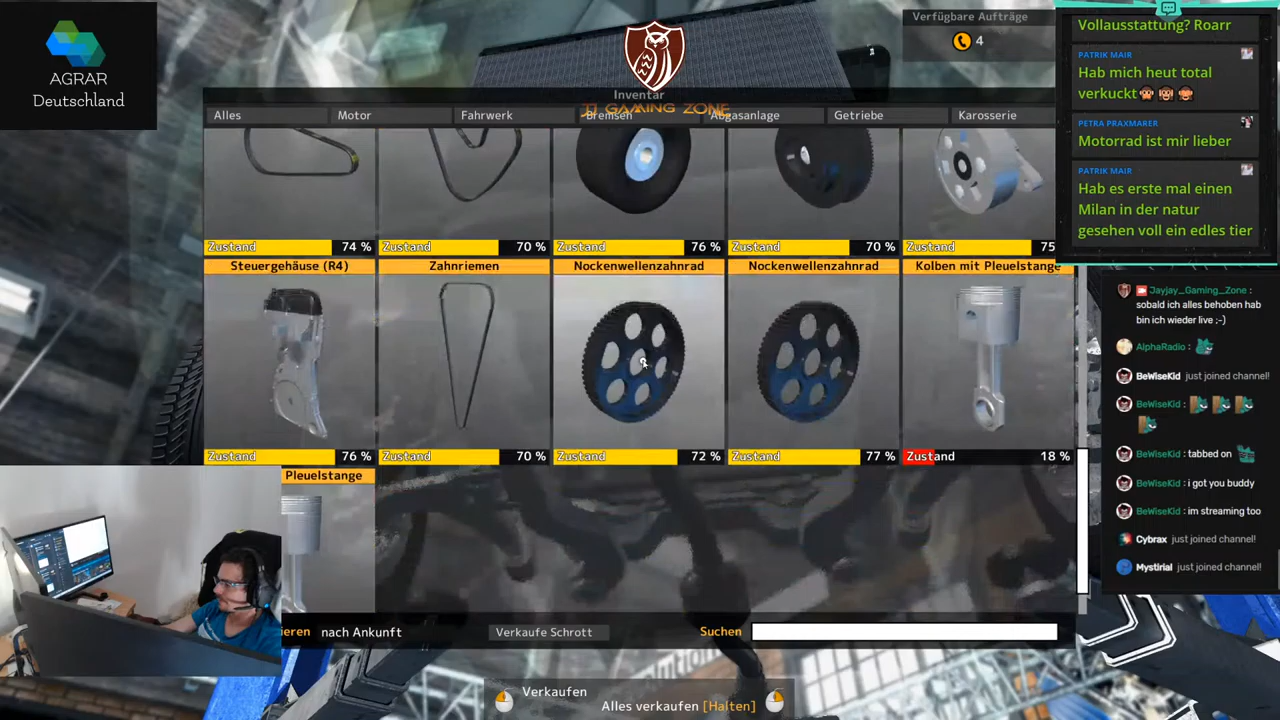 AGRAR
Deutschland
Verfügbare Aufträge
4
Inventar
JJ GAMING ZONE
Alles
Motor
Fahrwerk
Bremsen
Abgasanlage
Getriebe
Karosserie
Zustand 74 %
Zustand 70 %
Zustand 76 %
Zustand 70 %
Zustand 75
Steuergehäuse (R4)
Zahnriemen
Nockenwellenzahnrad
Nockenwellenzahnrad
Kolben mit Pleuelstange
Zustand 76 %
Zustand 70 %
Zustand 72 %
Zustand 77 %
Zustand 18 %
Pleuelstange
ieren nach Ankunft
Verkaufe Schrott
Suchen
Verkaufen
Alles verkaufen [Halten]
Vollausstattung? Roarr
PATRIK MAIR
Hab mich heut total
verkuckt
PETRA PRAXMARER
Motorrad ist mir lieber
PATRIK MAIR
Hab es erste mal einen
Milan in der natur
gesehen voll ein edles tier
Jayjay_Gaming_Zone :
sobald ich alles behoben hab
bin ich wieder live ;-)
AlphaRadio :
BeWiseKid just joined channel!
BeWiseKid :
BeWiseKid : tabbed on
BeWiseKid : i got you buddy
BeWiseKid : im streaming too
Cybrax just joined channel!
Mystirial just joined channel!